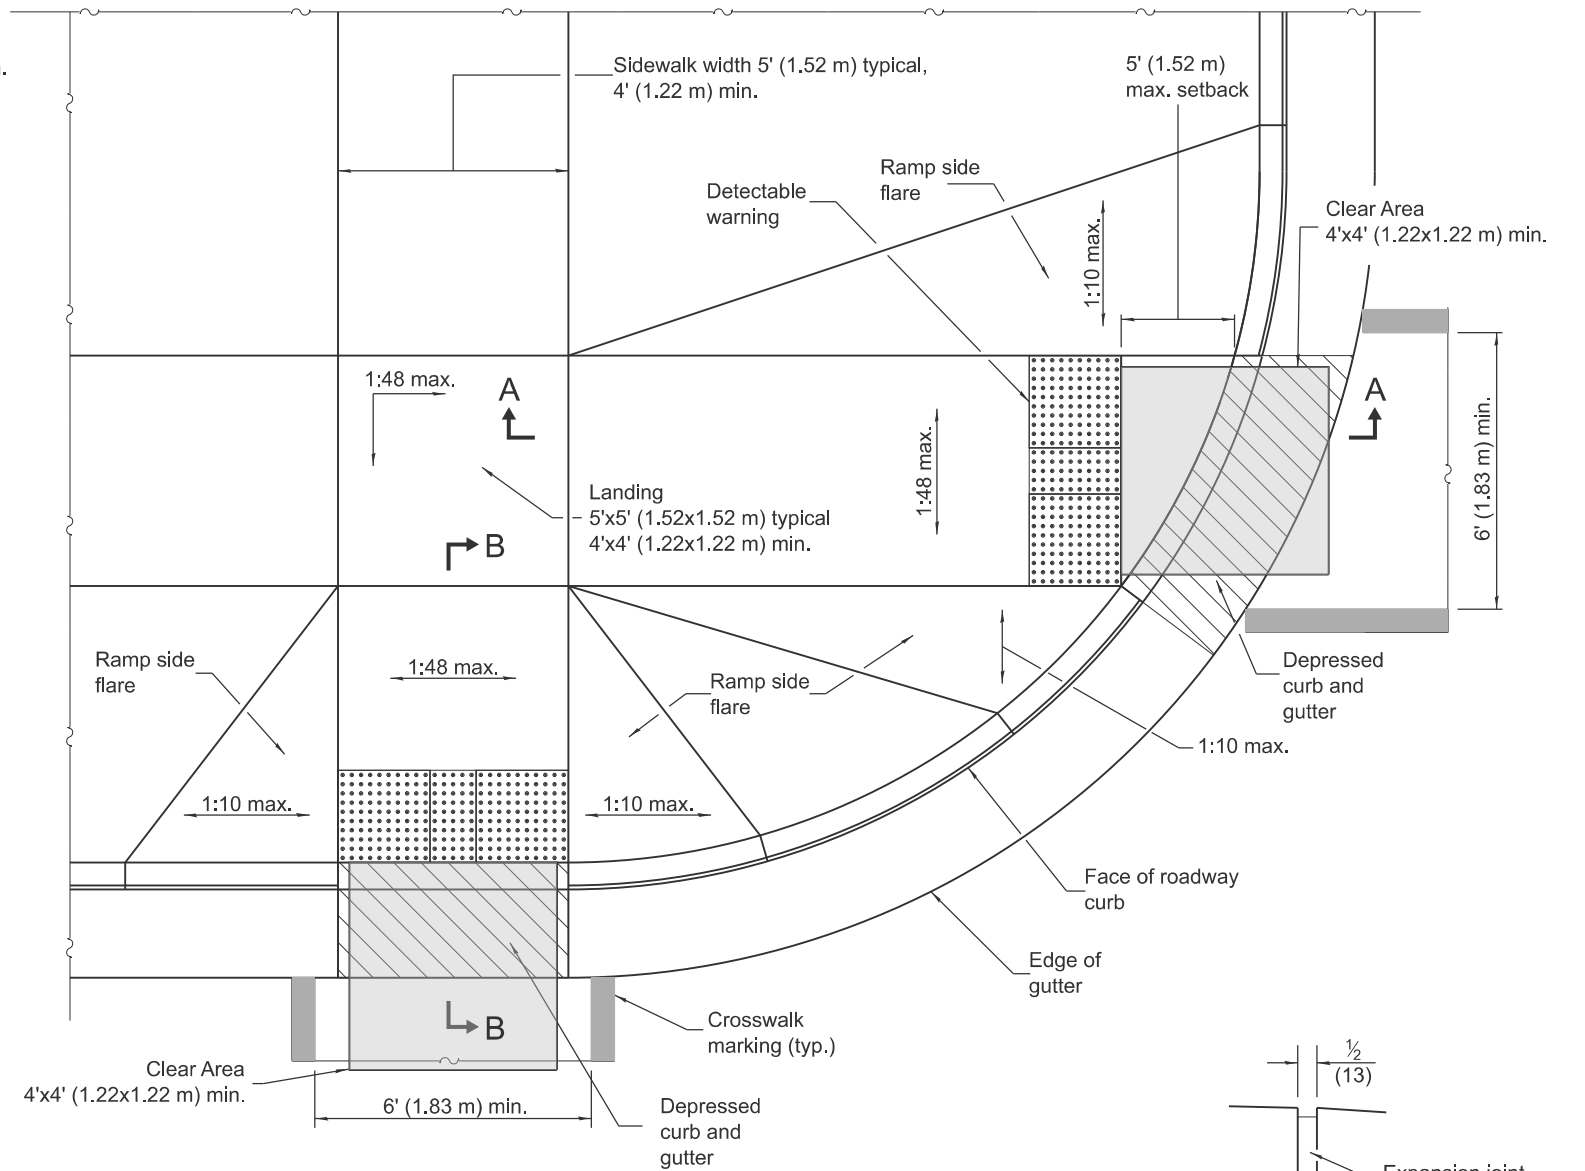 Sidewalk width 5' (1.52 m) typical,
4' (1.22 m) min.
5' (1.52 m)
max. setback
Ramp side
flare
Detectable
warning
Clear Area
4'x4' (1.22x1.22 m) min.
1:10 max.
1:48 max.
A
A
1:48 max.
6' (1.83 m) min.
Landing
5'x5' (1.52x1.52 m) typical
4'x4' (1.22x1.22 m) min.
B
Ramp side
flare
1:48 max.
Ramp side
flare
Depressed
curb and
gutter
1:10 max.
1:10 max.
1:10 max.
Face of roadway
curb
Edge of
gutter
B
Crosswalk
marking (typ.)
Clear Area
4'x4' (1.22x1.22 m) min.
6' (1.83 m) min.
Depressed
curb and
gutter
½
(13)
Expansion joint